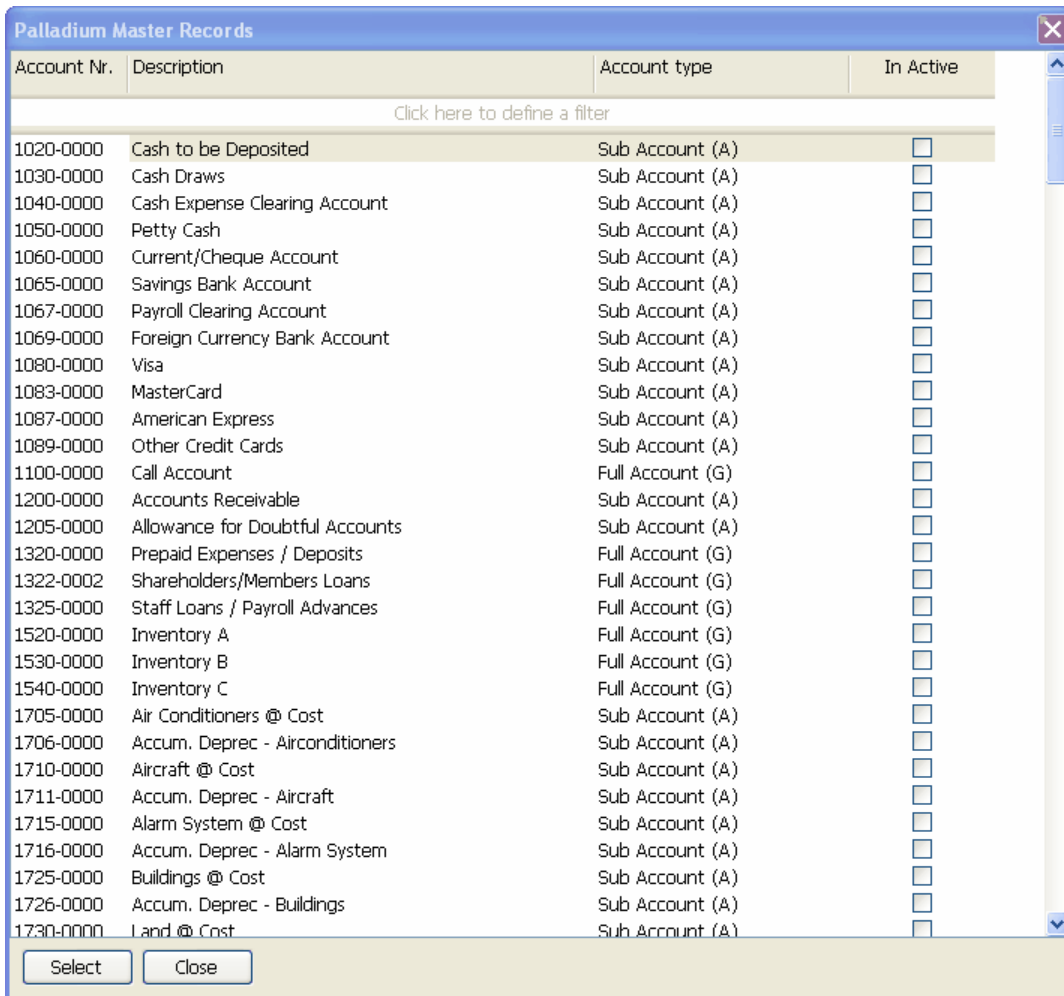 Palladium Master Records
Account Nr. Description Account type In Active
Click here to define a filter
1020-0000 Cash to be Deposited Sub Account (A)
1030-0000 Cash Draws Sub Account (A)
1040-0000 Cash Expense Clearing Account Sub Account (A)
1050-0000 Petty Cash Sub Account (A)
1060-0000 Current/Cheque Account Sub Account (A)
1065-0000 Savings Bank Account Sub Account (A)
1067-0000 Payroll Clearing Account Sub Account (A)
1069-0000 Foreign Currency Bank Account Sub Account (A)
1080-0000 Visa Sub Account (A)
1083-0000 MasterCard Sub Account (A)
1087-0000 American Express Sub Account (A)
1089-0000 Other Credit Cards Sub Account (A)
1100-0000 Call Account Full Account (G)
1200-0000 Accounts Receivable Sub Account (A)
1205-0000 Allowance for Doubtful Accounts Sub Account (A)
1320-0000 Prepaid Expenses / Deposits Full Account (G)
1322-0002 Shareholders/Members Loans Full Account (G)
1325-0000 Staff Loans / Payroll Advances Full Account (G)
1520-0000 Inventory A Full Account (G)
1530-0000 Inventory B Full Account (G)
1540-0000 Inventory C Full Account (G)
1705-0000 Air Conditioners @ Cost Sub Account (A)
1706-0000 Accum. Deprec - Airconditioners Sub Account (A)
1710-0000 Aircraft @ Cost Sub Account (A)
1711-0000 Accum. Deprec - Aircraft Sub Account (A)
1715-0000 Alarm System @ Cost Sub Account (A)
1716-0000 Accum. Deprec - Alarm System Sub Account (A)
1725-0000 Buildings @ Cost Sub Account (A)
1726-0000 Accum. Deprec - Buildings Sub Account (A)
1730-0000 Land @ Cost Sub Account (A)
Select Close